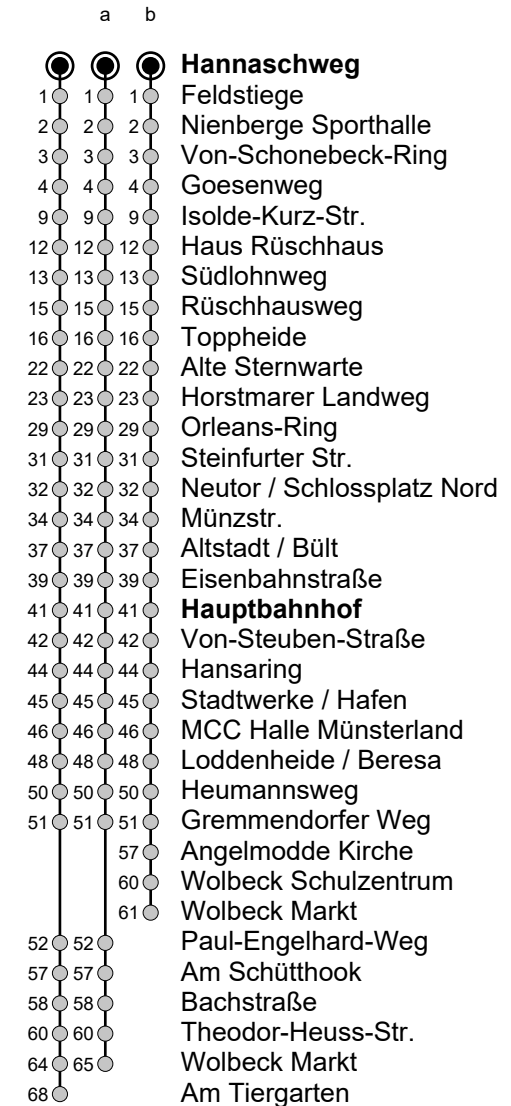 a b
Hannaschweg
1 1 1 Feldstiege
2 2 2 Nienberge Sporthalle
3 3 3 Von-Schonebeck-Ring
4 4 4 Goesenweg
9 9 9 Isolde-Kurz-Str.
12 12 12 Haus Rüschhaus
13 13 13 Südlohnweg
15 15 15 Rüschhausweg
16 16 16 Toppheide
22 22 22 Alte Sternwarte
23 23 23 Horstmarer Landweg
29 29 29 Orleans-Ring
31 31 31 Steinfurter Str.
32 32 32 Neutor / Schlossplatz Nord
34 34 34 Münzstr.
37 37 37 Altstadt / Bült
39 39 39 Eisenbahnstraße
41 41 41 Hauptbahnhof
42 42 42 Von-Steuben-Straße
44 44 44 Hansaring
45 45 45 Stadtwerke / Hafen
46 46 46 MCC Halle Münsterland
48 48 48 Loddenheide / Beresa
50 50 50 Heumannsweg
51 51 51 Gremmendorfer Weg
57 Angelmodde Kirche
60 Wolbeck Schulzentrum
61 Wolbeck Markt
52 52 Paul-Engelhard-Weg
57 57 Am Schütthook
58 58 Bachstraße
60 60 Theodor-Heuss-Str.
64 65 Wolbeck Markt
68 Am Tiergarten